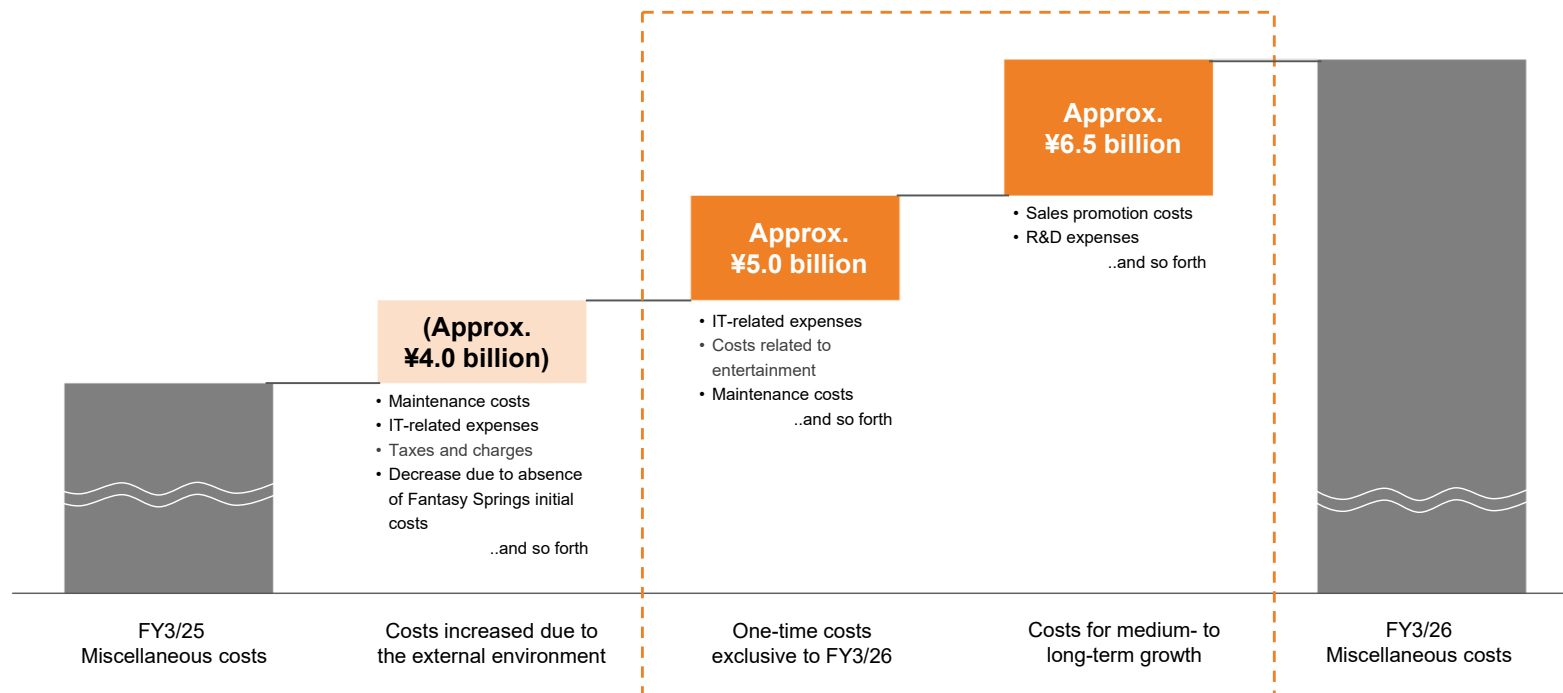 Approx.
¥6.5 billion
• Sales promotion costs
• R&D expenses
..and so forth
Approx.
¥5.0 billion
• IT-related expenses
• Costs related to
entertainment
• Maintenance costs
..and so forth
(Approx.
¥4.0 billion)
• Maintenance costs
• IT-related expenses
• Taxes and charges
• Decrease due to absence
of Fantasy Springs initial
costs
..and so forth
FY3/25
Miscellaneous costs
Costs increased due to
the external environment
One-time costs
exclusive to FY3/26
Costs for medium- to
long-term growth
FY3/26
Miscellaneous costs